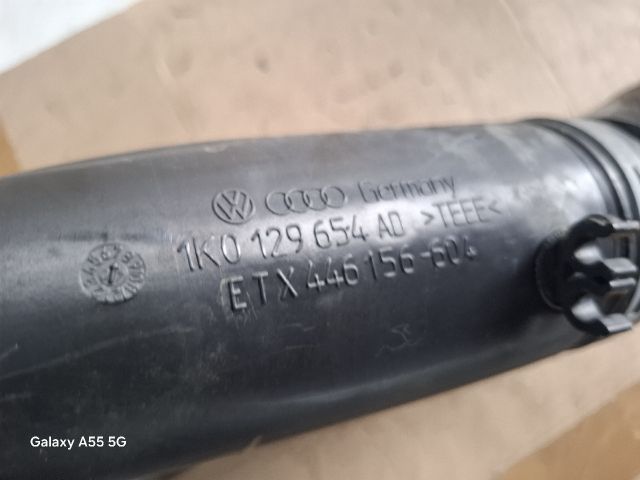 Germany
1K0 129 654 AD >TEEE<
ETX 446 156-604
Galaxy A55 5G